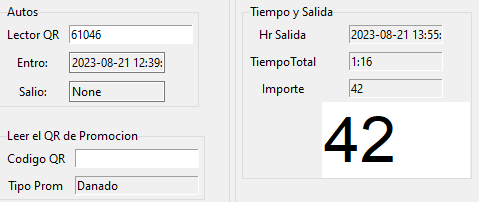 Autos
Lector QR 61046
Entro: 2023-08-21 12:39:
Salio: None
Leer el QR de Promocion
Codigo QR
Tipo Prom Danado
Tiempo y Salida
Hr Salida 2023-08-21 13:55:
TiempoTotal 1:16
Importe 42
42